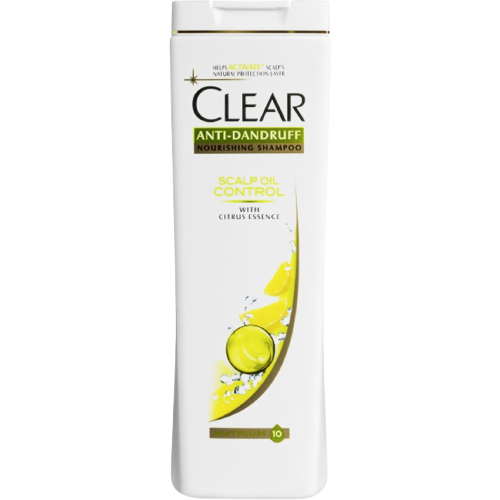 HELPS ACTIVATE SCALP'S
NATURAL PROTECTION LAYER
CLEAR
ANTI-DANDRUFF
NOURISHING SHAMPOO
SCALP OIL
CONTROL
WITH
CITRUS ESSENCE
10